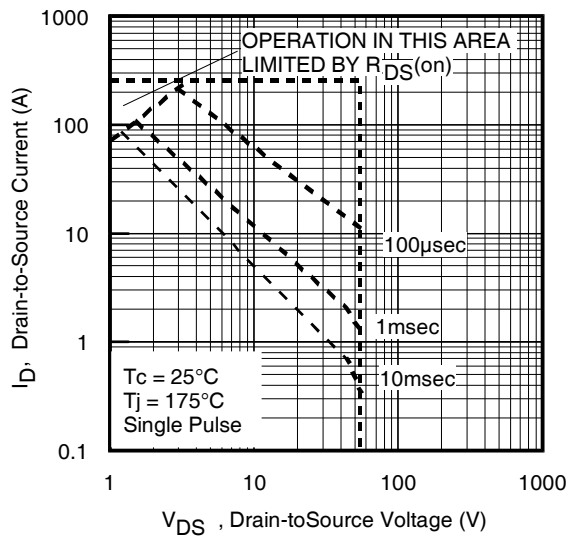 1000
OPERATION IN THIS AREA
LIMITED BY RDS(on)
100
10
100µsec
1
1msec
10msec
Tc = 25°C
Tj = 175°C
Single Pulse
0.1
1
10
100
1000
VDS , Drain-toSource Voltage (V)
ID, Drain-to-Source Current (A)